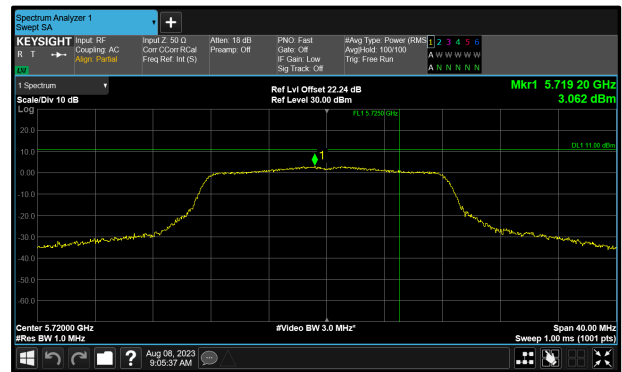 Spectrum Analyzer 1
Swept SA
KEYSIGHT
R T
Input: RF
Coupling: AC
Align: Partial
Input Z: 50 Ω
Corr CCorr RCal
Freq Ref: Int (S)
Atten: 18 dB
Preamp: Off
PNO: Fast
Gate: Off
IF Gain: Low
Sig Track: Off
#Avg Type: Power (RMS
Avg|Hold: 100/100
Trig: Free Run
1 2 3 4 5 6
A W W W W W
A N N N N N
1 Spectrum
Scale/Div 10 dB
Log
Ref Lvl Offset 22.24 dB
Ref Level 30.00 dBm
Mkr1 5.719 20 GHz
3.062 dBm
FL1 5.7250 GHz
DL1 11.00 dBm
1
20.0
10.0
0.00
-10.0
-20.0
-30.0
-40.0
-50.0
-60.0
Center 5.72000 GHz
#Res BW 1.0 MHz
#Video BW 3.0 MHz*
Span 40.00 MHz
Sweep 1.00 ms (1001 pts)
?
Aug 08, 2023
9:05:37 AM